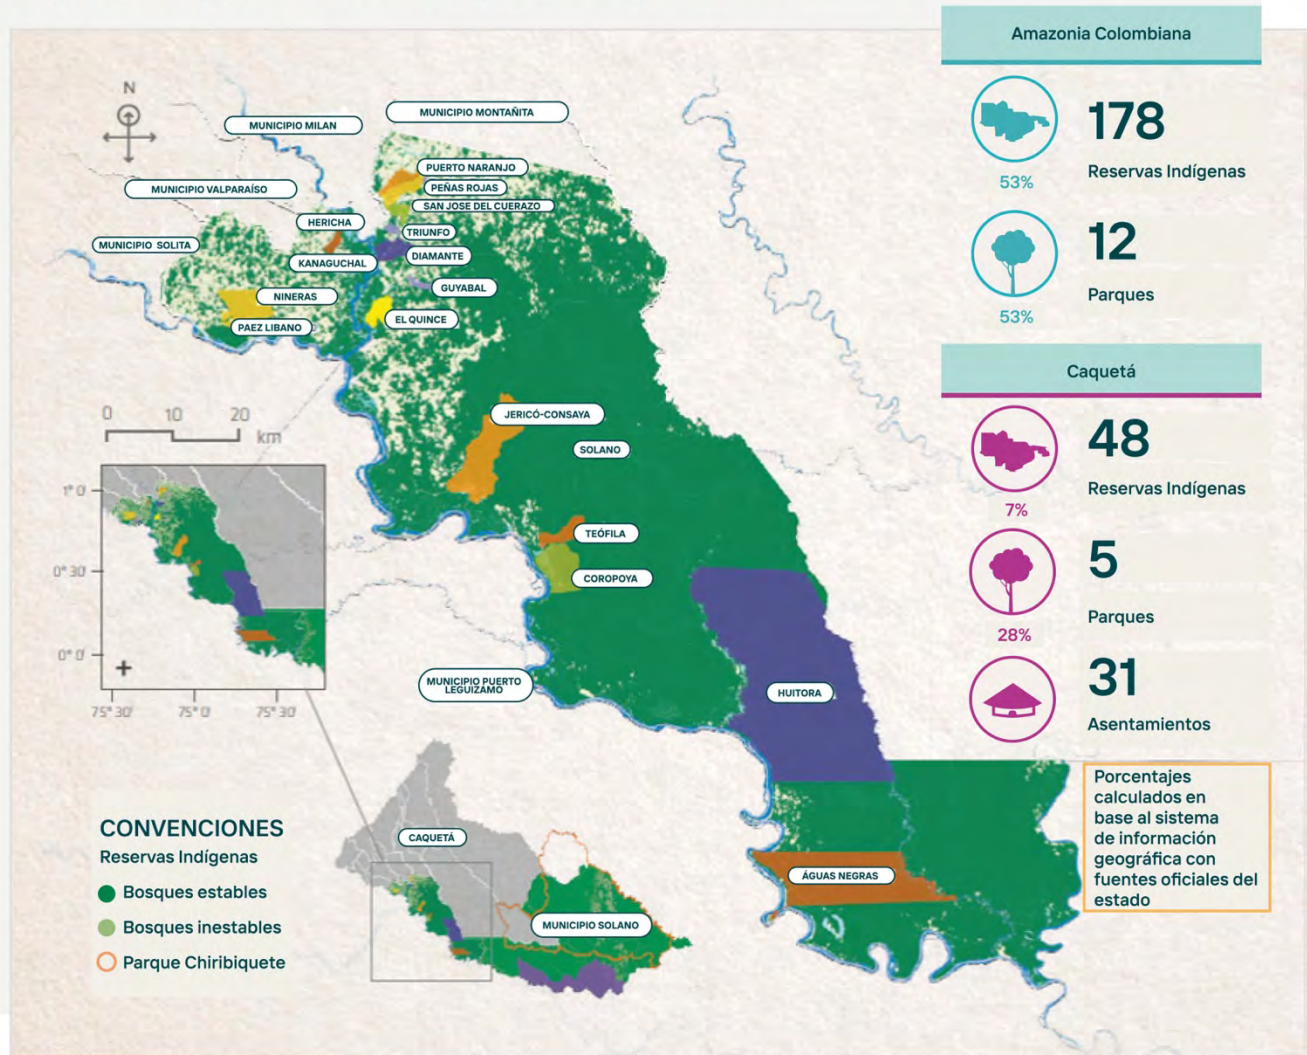 Amazonia Colombiana
178
Reservas Indígenas
53%
12
Parques
53%
Caquetá
48
Reservas Indígenas
7%
5
Parques
28%
31
Asentamientos
Porcentajes
calculados en
base al sistema
de información
geográfica con
fuentes oficiales del
estado
N
MUNICIPIO MILAN
MUNICIPIO MONTAÑITA
MUNICIPIO VALPARAÍSO
PUERTO NARANJO
PEÑAS ROJAS
SAN JOSE DEL CUERAZO
HERICHA
TRIUNFO
MUNICIPIO SOLITA
KANAGUCHAL
DIAMANTE
GUYABAL
NINERAS
EL QUINCE
PAEZ LIBANO
JERICÓ-CONSAYA
SOLANO
TEÓFILA
COROPOYA
MUNICIPIO PUERTO
LEGUIZAMO
HUITORA
ÁGUAS NEGRAS
0 10 20
km
1° 0'
0° 30'
0° 0'
75° 30' 75° 0' 75° 30'
CAQUETÁ
MUNICIPIO SOLANO
CONVENCIONES
Reservas Indígenas
Bosques estables
Bosques inestables
Parque Chiribiquete